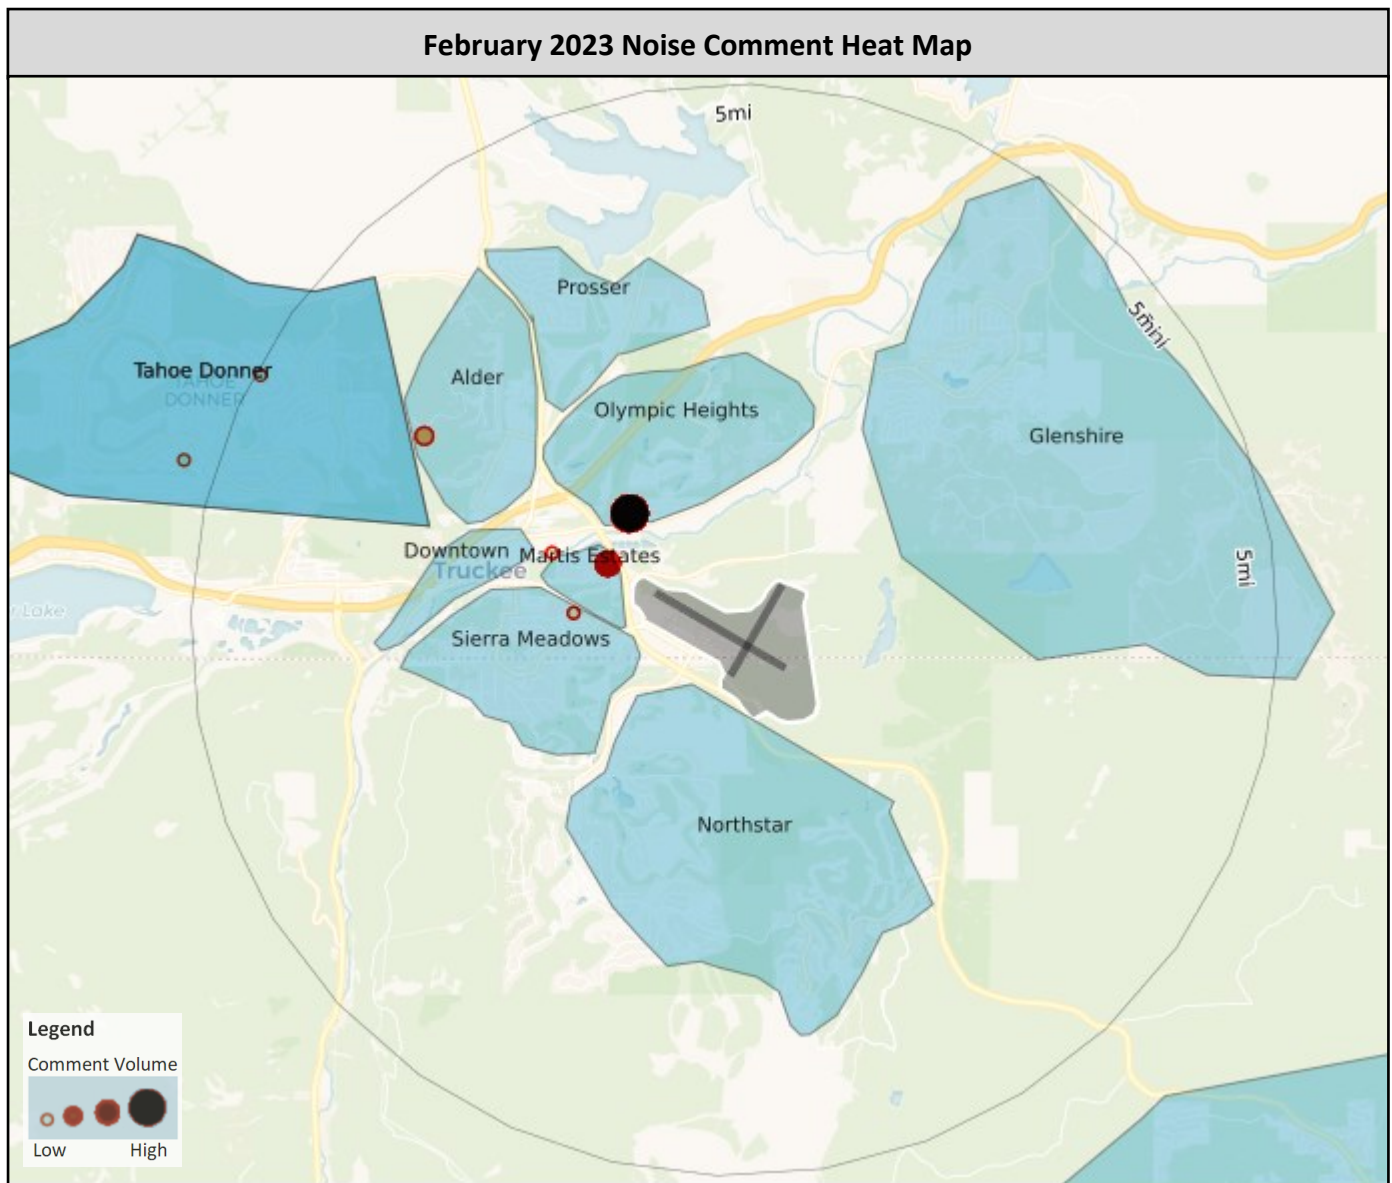 February 2023 Noise Comment Heat Map
5mi
Prosser
5mi
Tahoe Donner
TAHOE
DONNER
Alder
Olympic Heights
Glenshire
Downtown
Martis Estates
Truckee
5mi
Lake
Sierra Meadows
Northstar
Legend
Comment Volume
Low
High